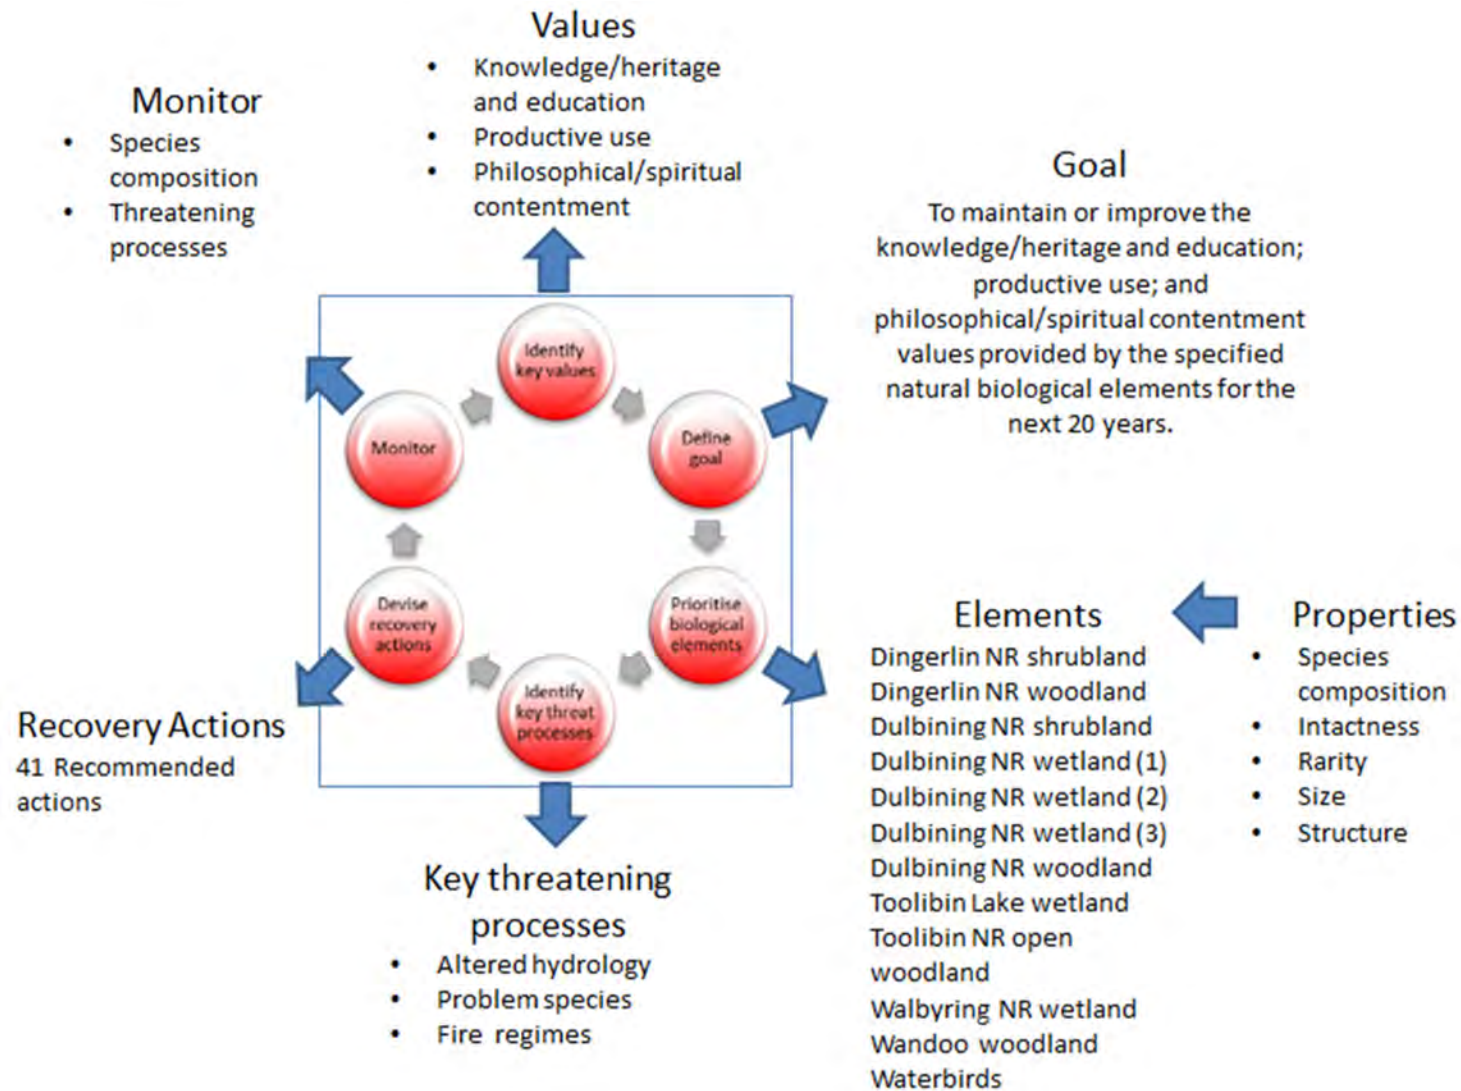 Values
• Knowledge/heritage
and education
• Productive use
• Philosophical/spiritual
contentment
Monitor
• Species
composition
• Threatening
processes
Goal
To maintain or improve the
knowledge/heritage and education;
productive use; and
philosophical/spiritual contentment
values provided by the specified
natural biological elements for the
next 20 years.
Identify
key values
Define
goal
Prioritise
biological
elements
Identify
key threat
processes
Devise
recovery
actions
Monitor
Elements
Dingerlin NR shrubland
Dingerlin NR woodland
Dulbining NR shrubland
Dulbining NR wetland (1)
Dulbining NR wetland (2)
Dulbining NR wetland (3)
Dulbining NR woodland
Toolibin Lake wetland
Toolibin NR open
woodland
Walbyring NR wetland
Wandoo woodland
Waterbirds
Properties
• Species
composition
• Intactness
• Rarity
• Size
• Structure
Key threatening
processes
• Altered hydrology
• Problem species
• Fire regimes
Recovery Actions
41 Recommended
actions